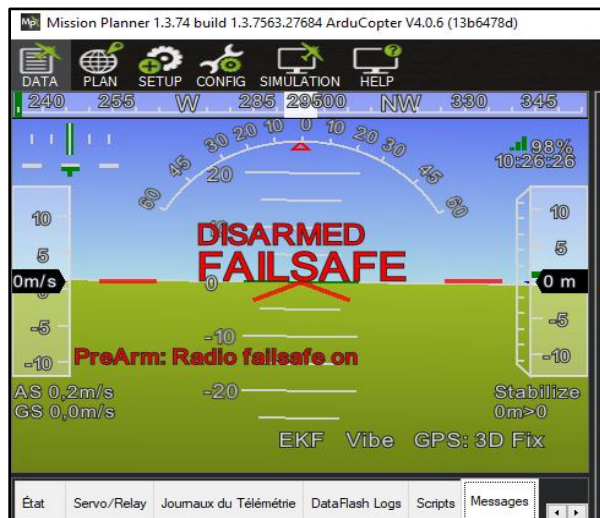 Mission Planner 1.3.74 build 1.3.7563.27684 ArduCopter V4.0.6 (13b6478d)
DATA PLAN SETUP CONFIG SIMULATION HELP
240 255 W 285 300 NW 330 345
60 45 30 20 10 0 10 20 30 45 60
98%
10:26:26
20
DISARMED
FAILSAFE
10 5 0 -5 -10
0m/s
0
10 5 -5 -10
0 m
-10
PreArm: Radio failsafe on
-20
AS 0,2m/s
GS 0,0m/s
Stabilize
0m>0
EKF Vibe GPS: 3D Fix
État Servo/Relay Journaux du Télémétrie DataFlash Logs Scripts Messages